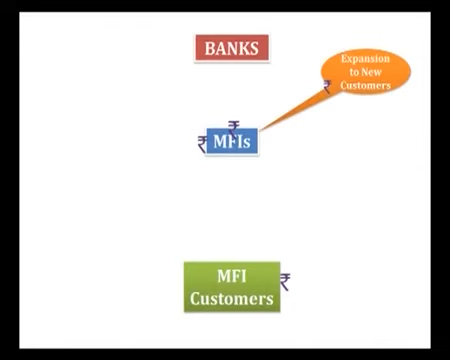 BANKS
Expansion
to New
₹ Customers
₹
₹ MFIs
MFI
Customers ₹